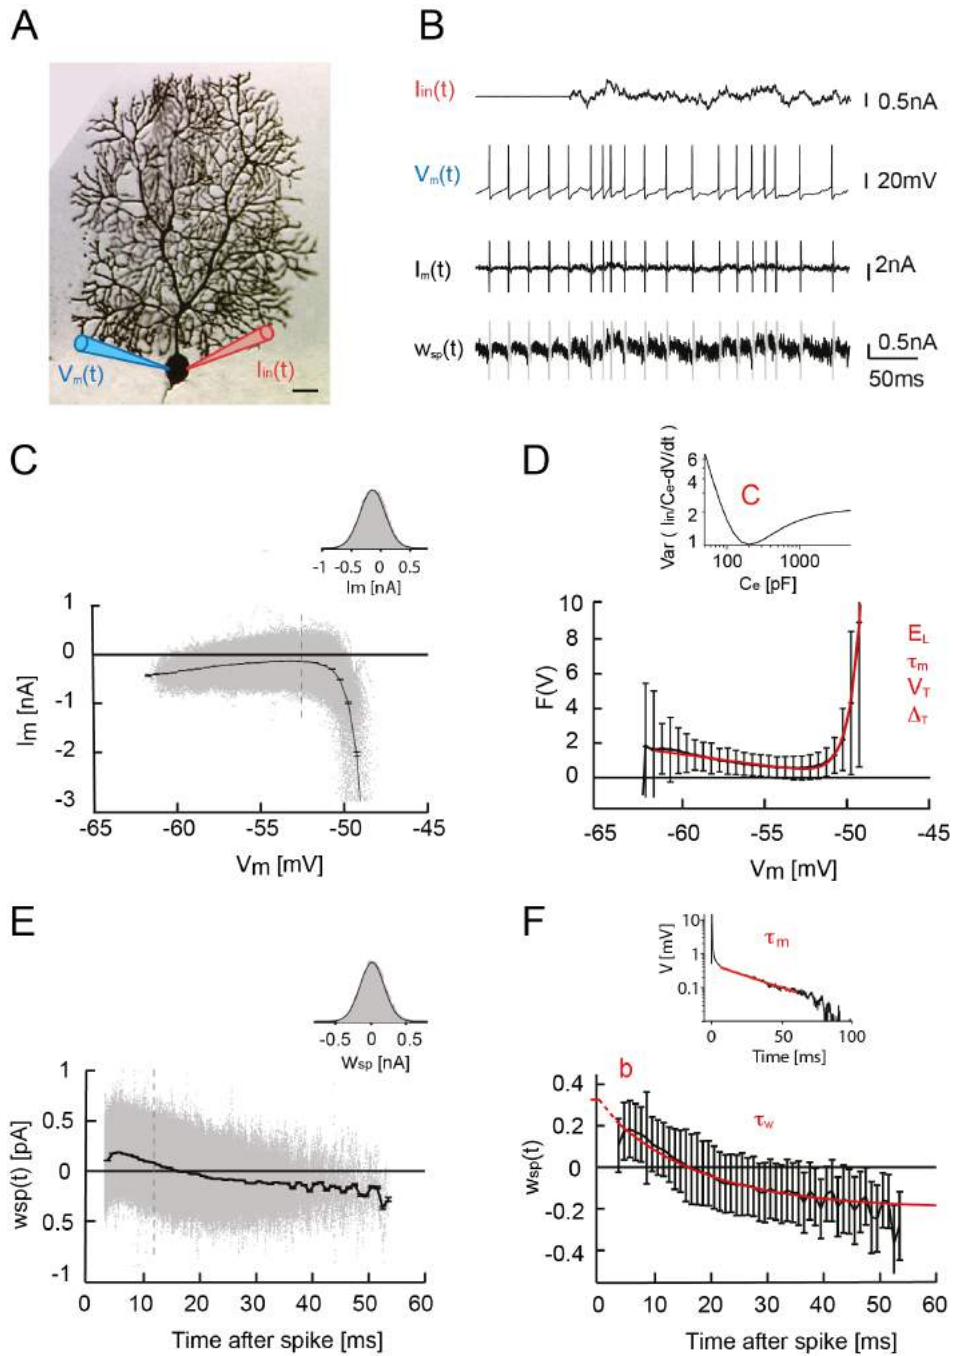 A
B
Iin(t)
0.5nA
Vm(t)
20mV
Im(t)
2nA
wsp(t)
0.5nA
50ms
Vm(t)
Iin(t)
C
D
Var ( Iin/Ce-dV/dt)
6
4
2
1
C
100
1000
Ce [pF]
-1
-0.5
0
0.5
Im [nA]
Im [nA]
1
0
-1
-2
-3
-65
-60
-55
-50
-45
Vm [mV]
F(V)
10
8
6
4
2
0
EL
τm
VT
ΔT
-65
-60
-55
-50
-45
Vm [mV]
E
F
-0.5
0
0.5
Wsp [nA]
wsp(t) [pA]
1
0.5
0
0.5
-1
0
10
20
30
40
50
60
Time after spike [ms]
V [mV]
10
1
0.1
τm
0
50
100
Time [ms]
wsp(t)
0.4
0.2
0
-0.2
-0.4
b
τw
0
10
20
30
40
50
60
Time after spike [ms]